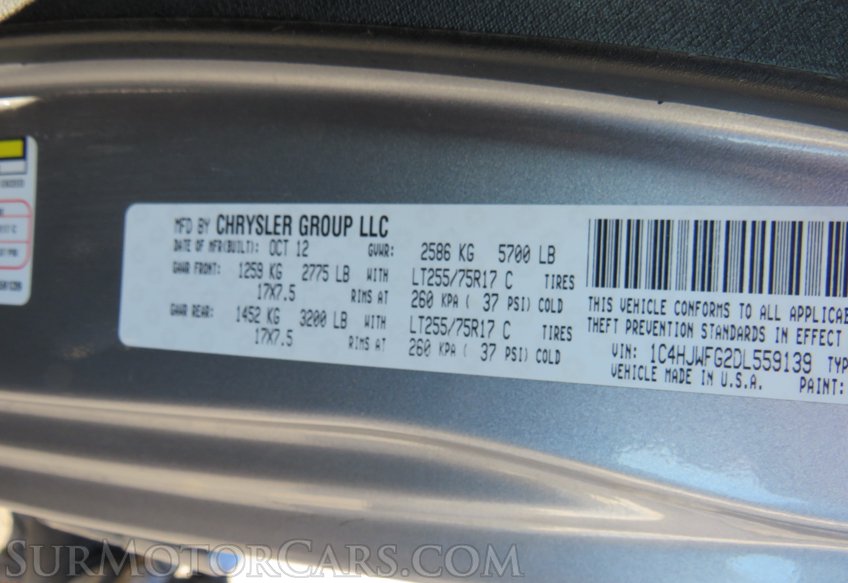 MFD BY CHRYSLER GROUP LLC
DATE OF MFR(BUILT): OCT 12 GVWR: 2586 KG 5700 LB
GAWR FRONT: 1259 KG 2775 LB WITH LT255/75R17 C TIRES
17X7.5 RIMS AT 260 KPA ( 37 PSI) COLD
GAWR REAR: 1452 KG 3200 LB WITH LT255/75R17 C TIRES
17X7.5 RIMS AT 260 KPA ( 37 PSI) COLD
THIS VEHICLE CONFORMS TO ALL APPLICABLE
THEFT PREVENTION STANDARDS IN EFFECT
VIN: 1C4HJWFG2DL559139 TYP
VEHICLE MADE IN U.S.A. PAINT:
SurMotorCars.com